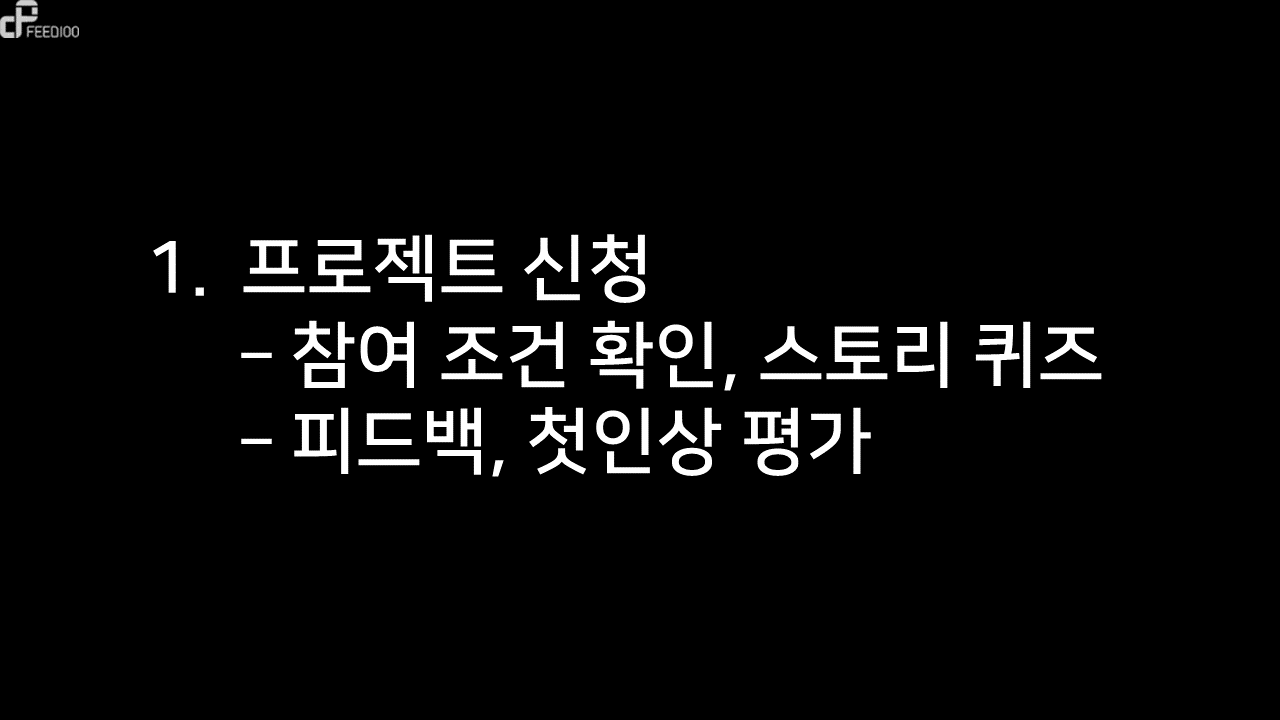 FEED100
1. 프로젝트 신청
– 참여 조건 확인, 스토리 퀴즈
– 피드백, 첫인상 평가